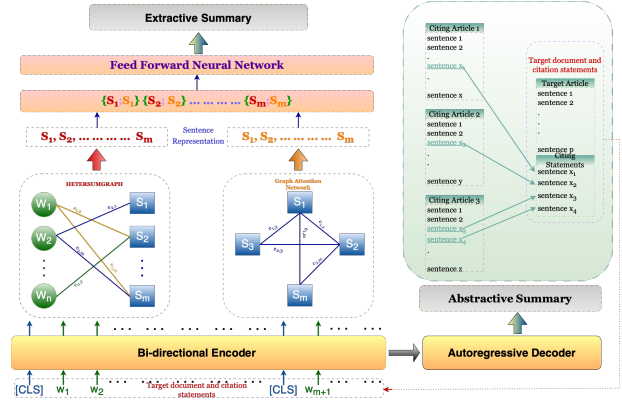 Extractive Summary
Feed Forward Neural Network
{S1;S1} {S2; S2} ... ... ... ... {Sm;Sm}
S1, S2, ... ... ... ... Sm
Sentence
Representation
S1, S2, ... ... ... ... Sm
HETERSUMGRAPH
W1
W2
Wn
S1
S2
Sm
Graph Attention
Network
S1
S3
S2
Sm
Bi-directional Encoder
[CLS]
w1
w2
Target document and citation
statements
[CLS]
wm+1
Citing Article 1
sentence 1
sentence 2
.
.
sentence x
Citing Article 2
sentence 1
sentence 2
.
.
sentence y
Citing Article 3
sentence 1
sentence 2
sentence x3
sentence x4
.
sentence z
Target document
and citation statements
Target Article
sentence 1
sentence 2
.
.
sentence p
Citing
Statements
sentence x1
sentence x2
sentence x3
sentence x4
Abstractive Summary
Autoregressive Decoder